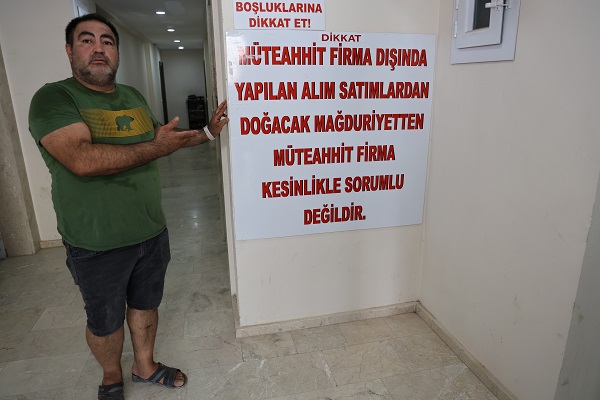 BOŞLUKLARINA
DİKKAT ET!
DİKKAT
MÜTEAHHİT FİRMA DIŞINDA
YAPILAN ALIM SATIMLARDAN
DOĞACAK MAĞDURİYETTEN
MÜTEAHHİT FİRMA
KESİNLİKLE SORUMLU
DEĞİLDİR.